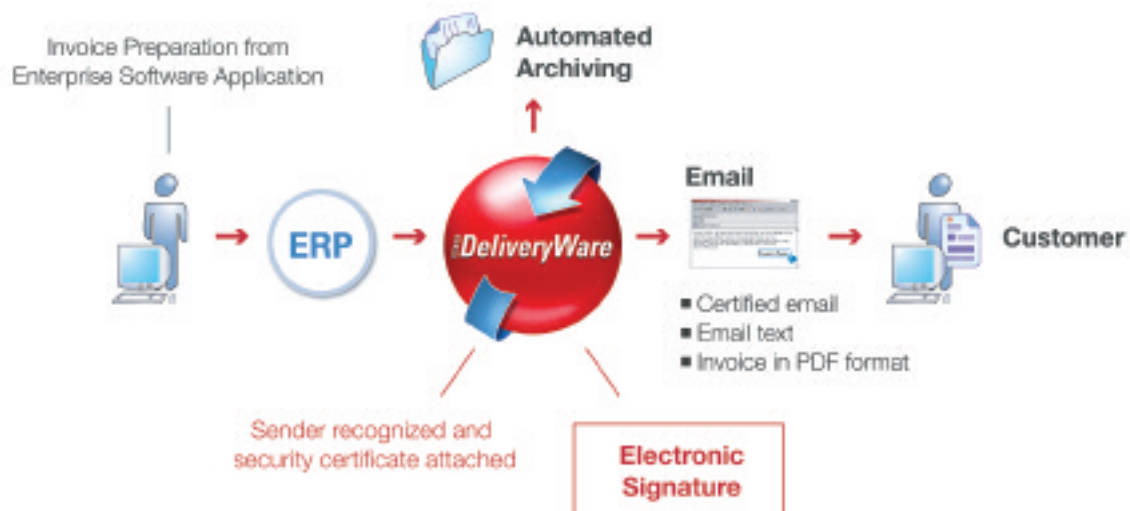 Invoice Preparation from
Enterprise Software Application
Automated
Archiving
ERP
DeliveryWare
Email
Customer
■ Certified email
■ Email text
■ Invoice in PDF format
Sender recognized and
security certificate attached
Electronic
Signature